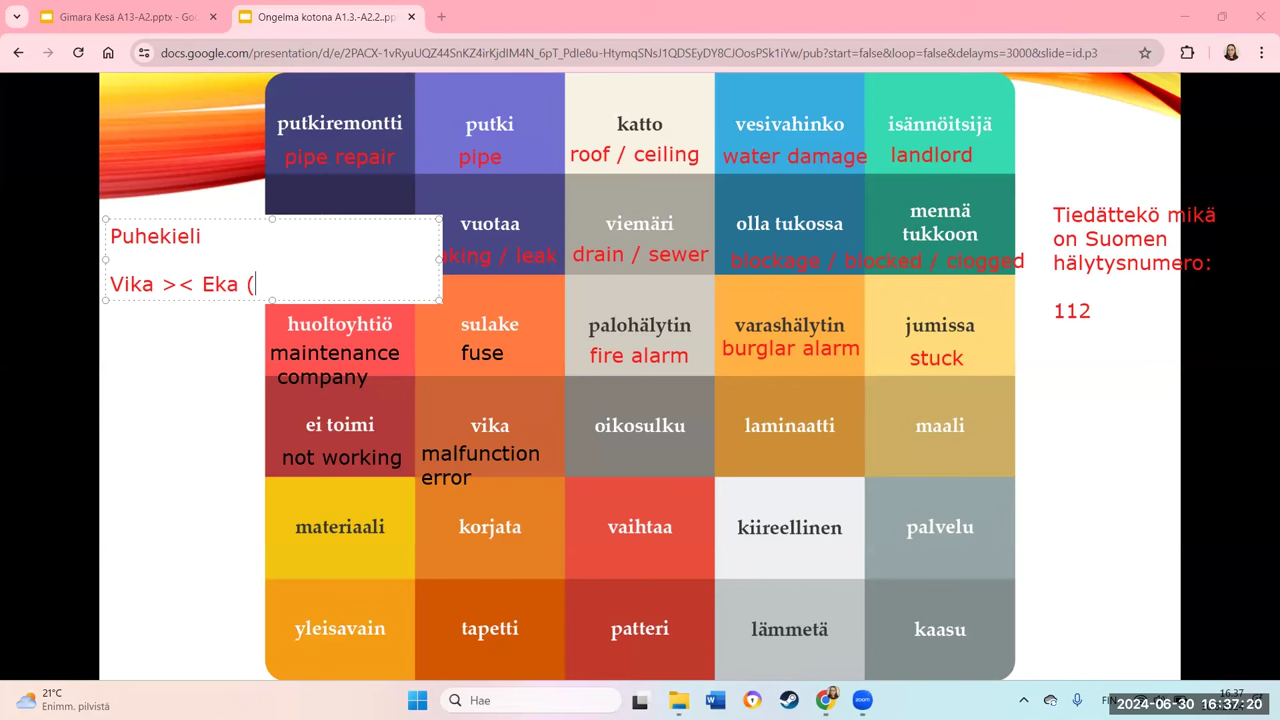 Gimara Kesä A13-A2.pptx - Goo
Ongelma kotona A1.3.-A2.2..pp
docs.google.com/presentation/d/e/2PACX-1vRyuUQZ44SnKZ4irKjdIM4N_6pT_PdIe8u-HtymqSNsJ1QDSEyDY8CJOosPSk1iYw/pub?start=false&loop=false&delayms=3000&slide=id.p3
putkiremontti
putki
katto
vesivahinko
isännöitsijä
pipe repair
pipe
roof / ceiling
water damage
landlord
vuotaa
viemäri
olla tukossa
mennä
tukkoon
aking / leak
drain / sewer
blockage / blocked / clogged
Puhekieli
Vika >< Eka (
Tiedättekö mikä
on Suomen
hälytysnumero:
112
huoltoyhtiö
sulake
palohälytin
varashälytin
jumissa
maintenance
company
fuse
fire alarm
burglar alarm
stuck
ei toimi
vika
oikosulku
laminaatti
maali
not working
malfunction
error
materiaali
korjata
vaihtaa
kiireellinen
palvelu
yleisavain
tapetti
patteri
lämmetä
kaasu
21°C
Enimm. pilvistä
Hae
zoom
FIN
16.37
2024-06-30 16:37:20